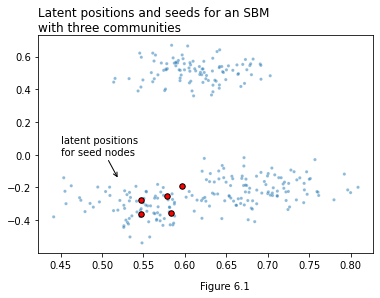 Latent positions and seeds for an SBM
with three communities
0.6
0.4
0.2
0.0
−0.2
−0.4
latent positions
for seed nodes
0.45 0.50 0.55 0.60 0.65 0.70 0.75 0.80
Figure 6.1